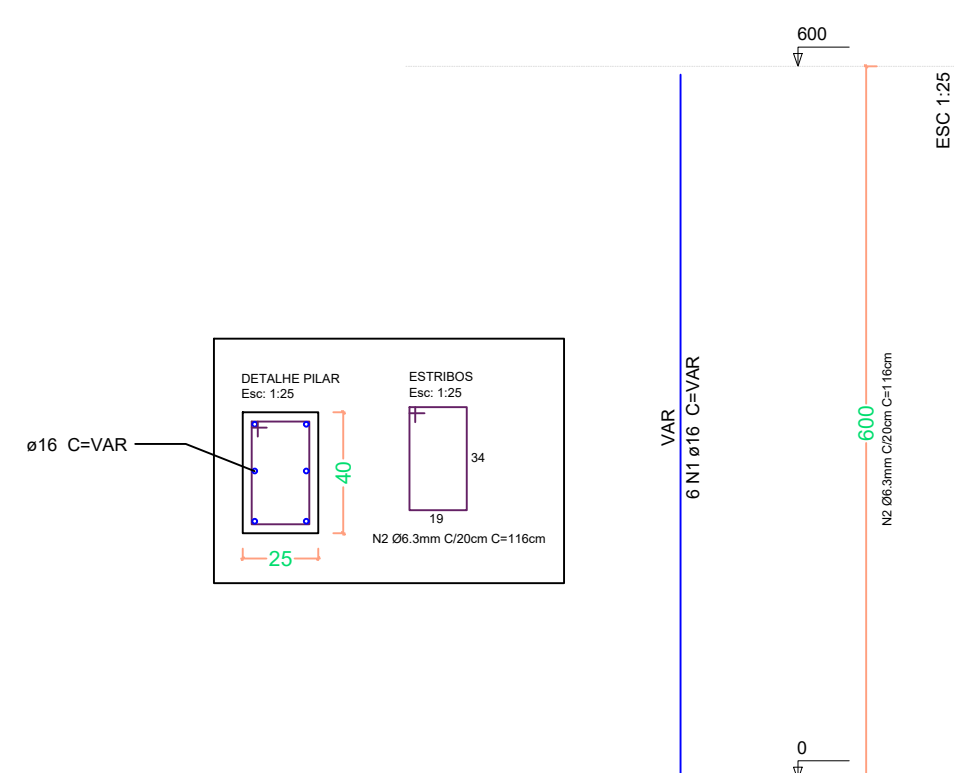 600
ESC 1:25
DETALHE PILAR
Esc: 1:25
ESTRIBOS
Esc: 1:25
ø16 C=VAR
40
25
34
19
N2 Ø6.3mm C/20cm C=116cm
VAR
6 N1 ø16 C=VAR
600
N2 Ø6.3mm C/20cm C=116cm
0